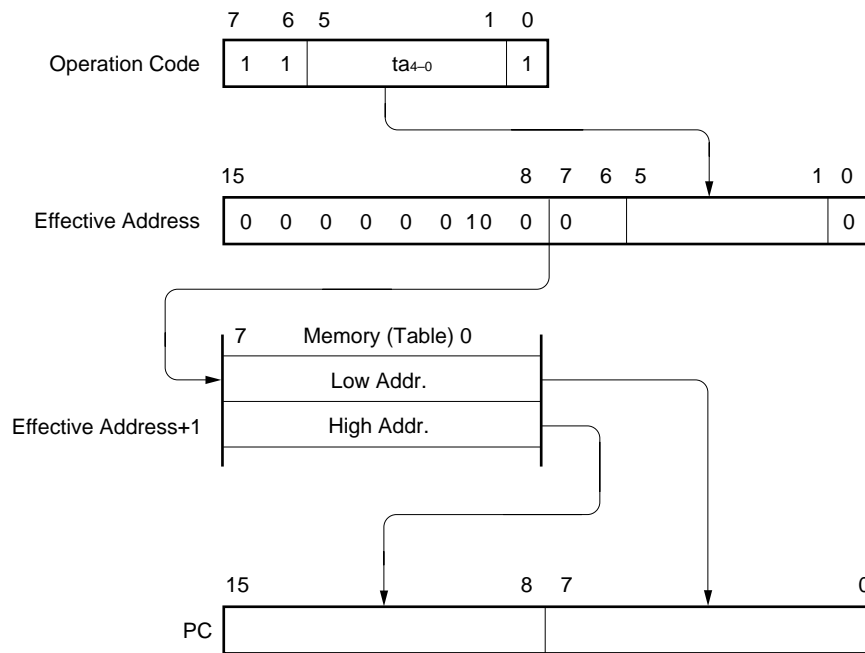 7 6 5 1 0
Operation Code 1 1 ta4–0 1
15 8 7 6 5 1 0
Effective Address 0 0 0 0 0 0 1 0 0 0 0
7 Memory (Table) 0
Low Addr.
Effective Address+1 High Addr.
15 8 7 0
PC